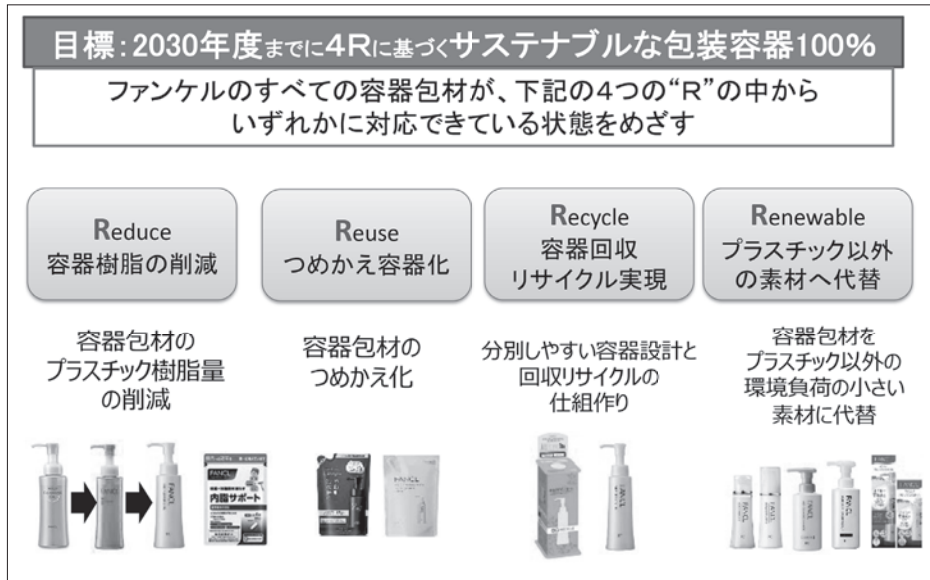 目標：2030年度までに4Rに基づくサステナブルな包装容器100%
ファンケルのすべての容器包材が、下記の4つの“R”の中から
いずれかに対応できている状態をめざす
Reduce
容器樹脂の削減
容器包材の
プラスチック樹脂量
の削減
FANCL
FANCL
内脂サポート
Reuse
つめかえ容器化
容器包材の
つめかえ化
FANCL
Recycle
容器回収
リサイクル実現
分別しやすい容器設計と
回収リサイクルの
仕組作り
Renewable
プラスチック以外
の素材へ代替
容器包材を
プラスチック以外の
環境負荷の小さい
素材に代替